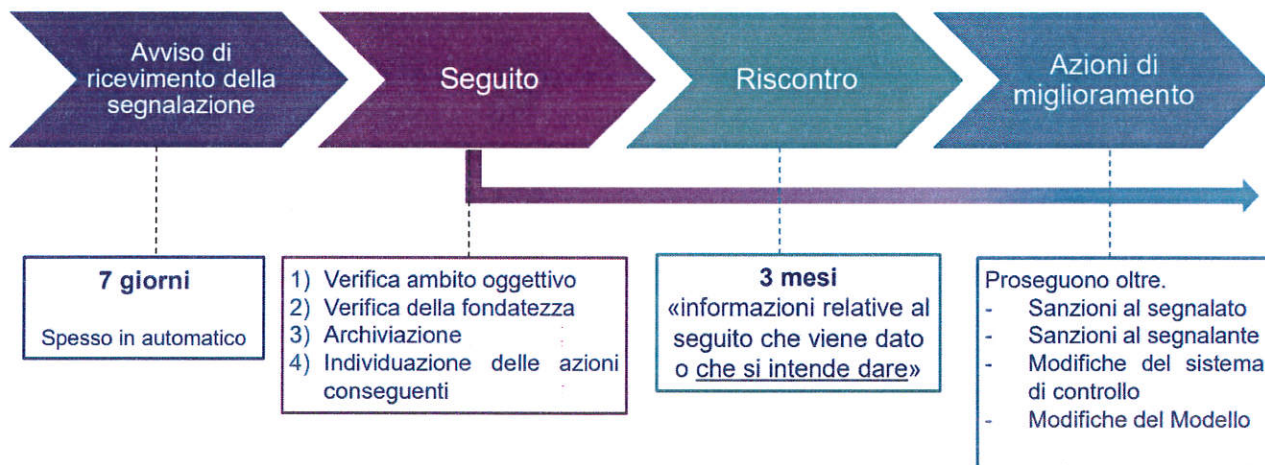 Avviso di
ricevimento della
segnalazione
Seguito
Riscontro
Azioni di
miglioramento
7 giorni
Spesso in automatico
1) Verifica ambito oggettivo
2) Verifica della fondatezza
3) Archiviazione
4) Individuazione delle azioni
conseguenti
3 mesi
«informazioni relative al
seguito che viene dato
o che si intende dare»
Proseguono oltre.
- Sanzioni al segnalato
- Sanzioni al segnalante
- Modifiche del sistema
di controllo
- Modifiche del Modello